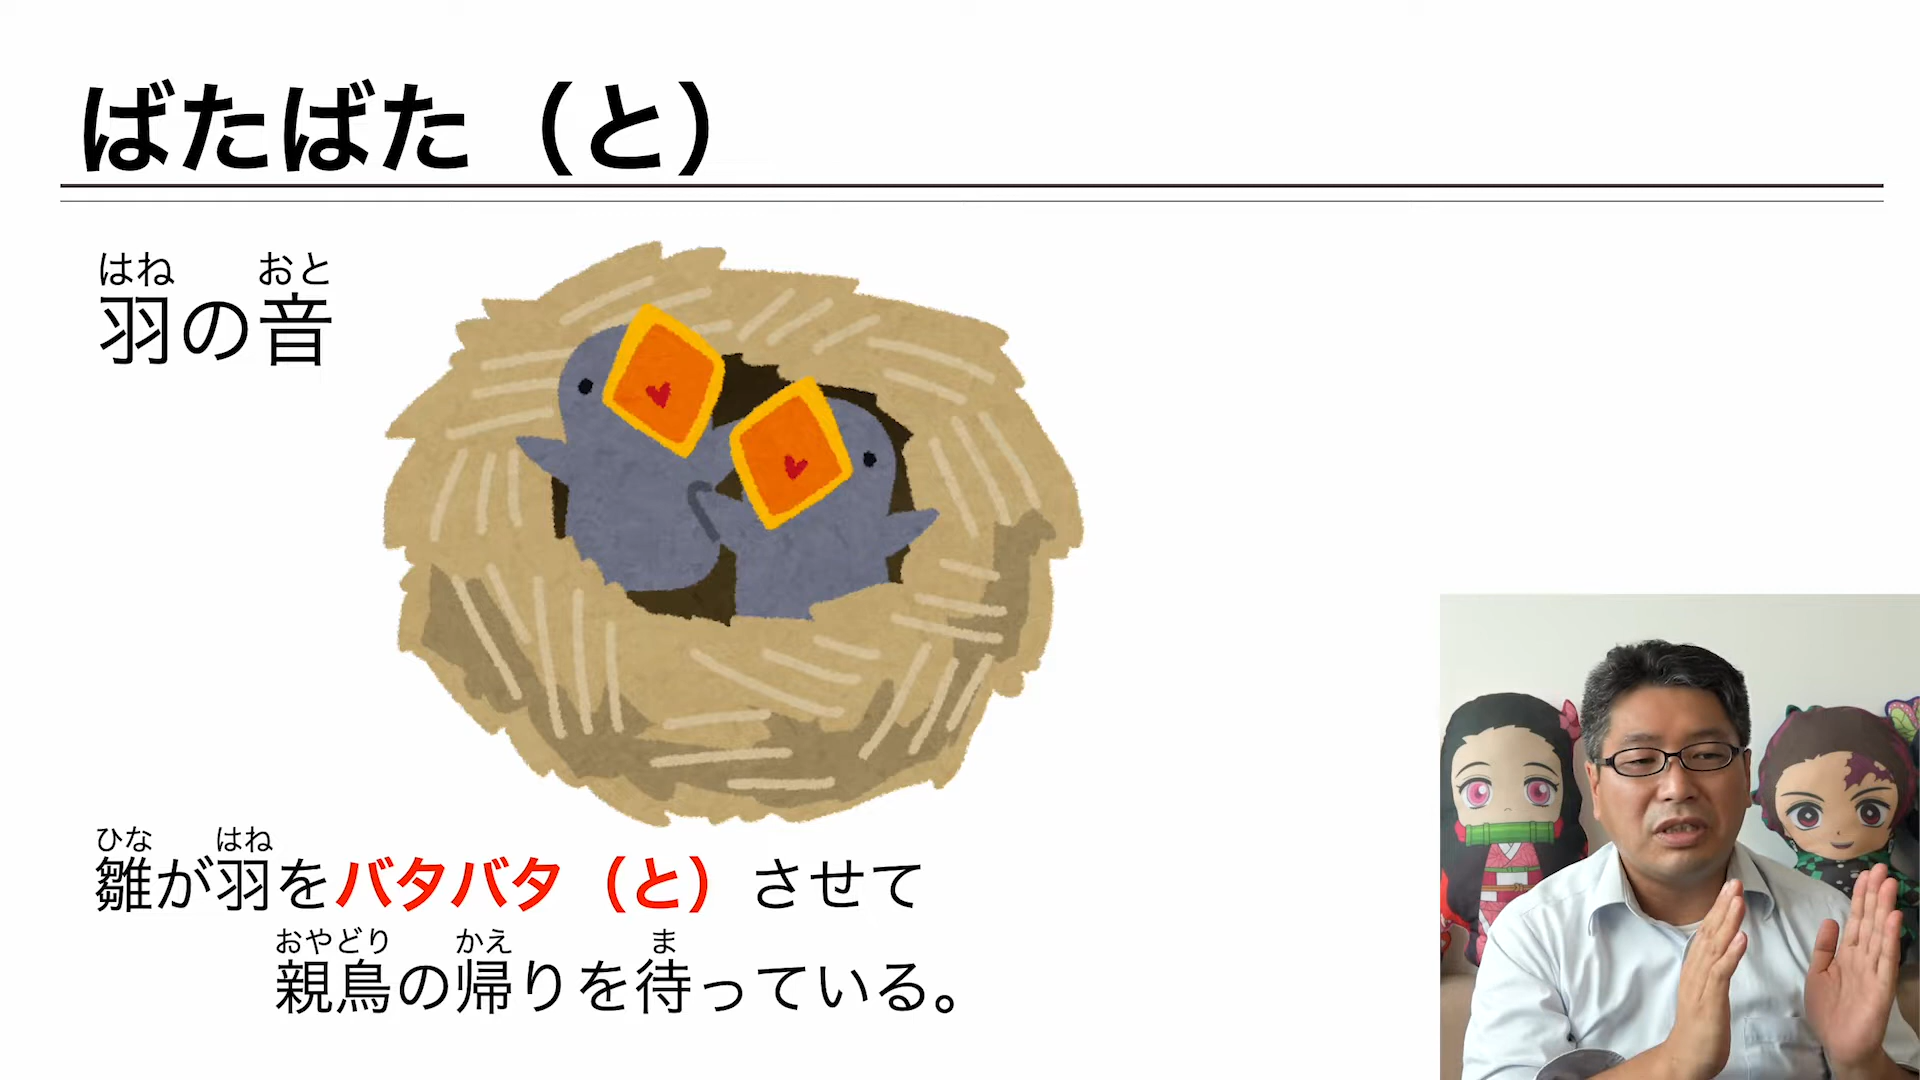 ばたばた（と）
はね おと
羽の音
ひな はね
雛が羽をバタバタ（と）させて
おやどり かえ ま
親鳥の帰りを待っている。